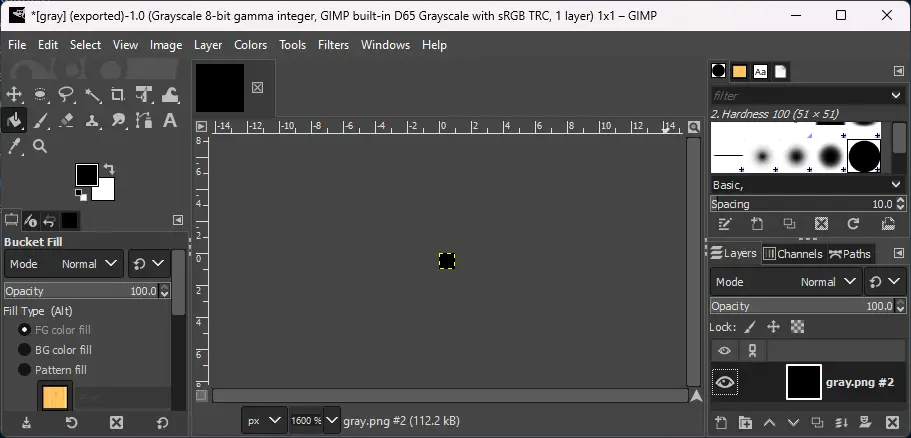 *[gray] (exported)-1.0 (Grayscale 8-bit gamma integer, GIMP built-in D65 Grayscale with sRGB TRC, 1 layer) 1x1 – GIMP
File Edit Select View Image Layer Colors Tools Filters Windows Help
Bucket Fill
Mode Normal
Opacity 100.0
Fill Type (Alt)
FG color fill
BG color fill
Pattern fill
-14 -12 -10 -8 -6 -4 -2 0 2 4 6 8 10 12 14
8
6
4
2
0
2
4
6
8
px 1600 % gray.png #2 (112.2 kB)
Aa
filter
2. Hardness 100 (51 × 51)
Basic,
Spacing 10.0
Layers Channels Paths
Mode Normal
Opacity 100.0
Lock:
gray.png #2